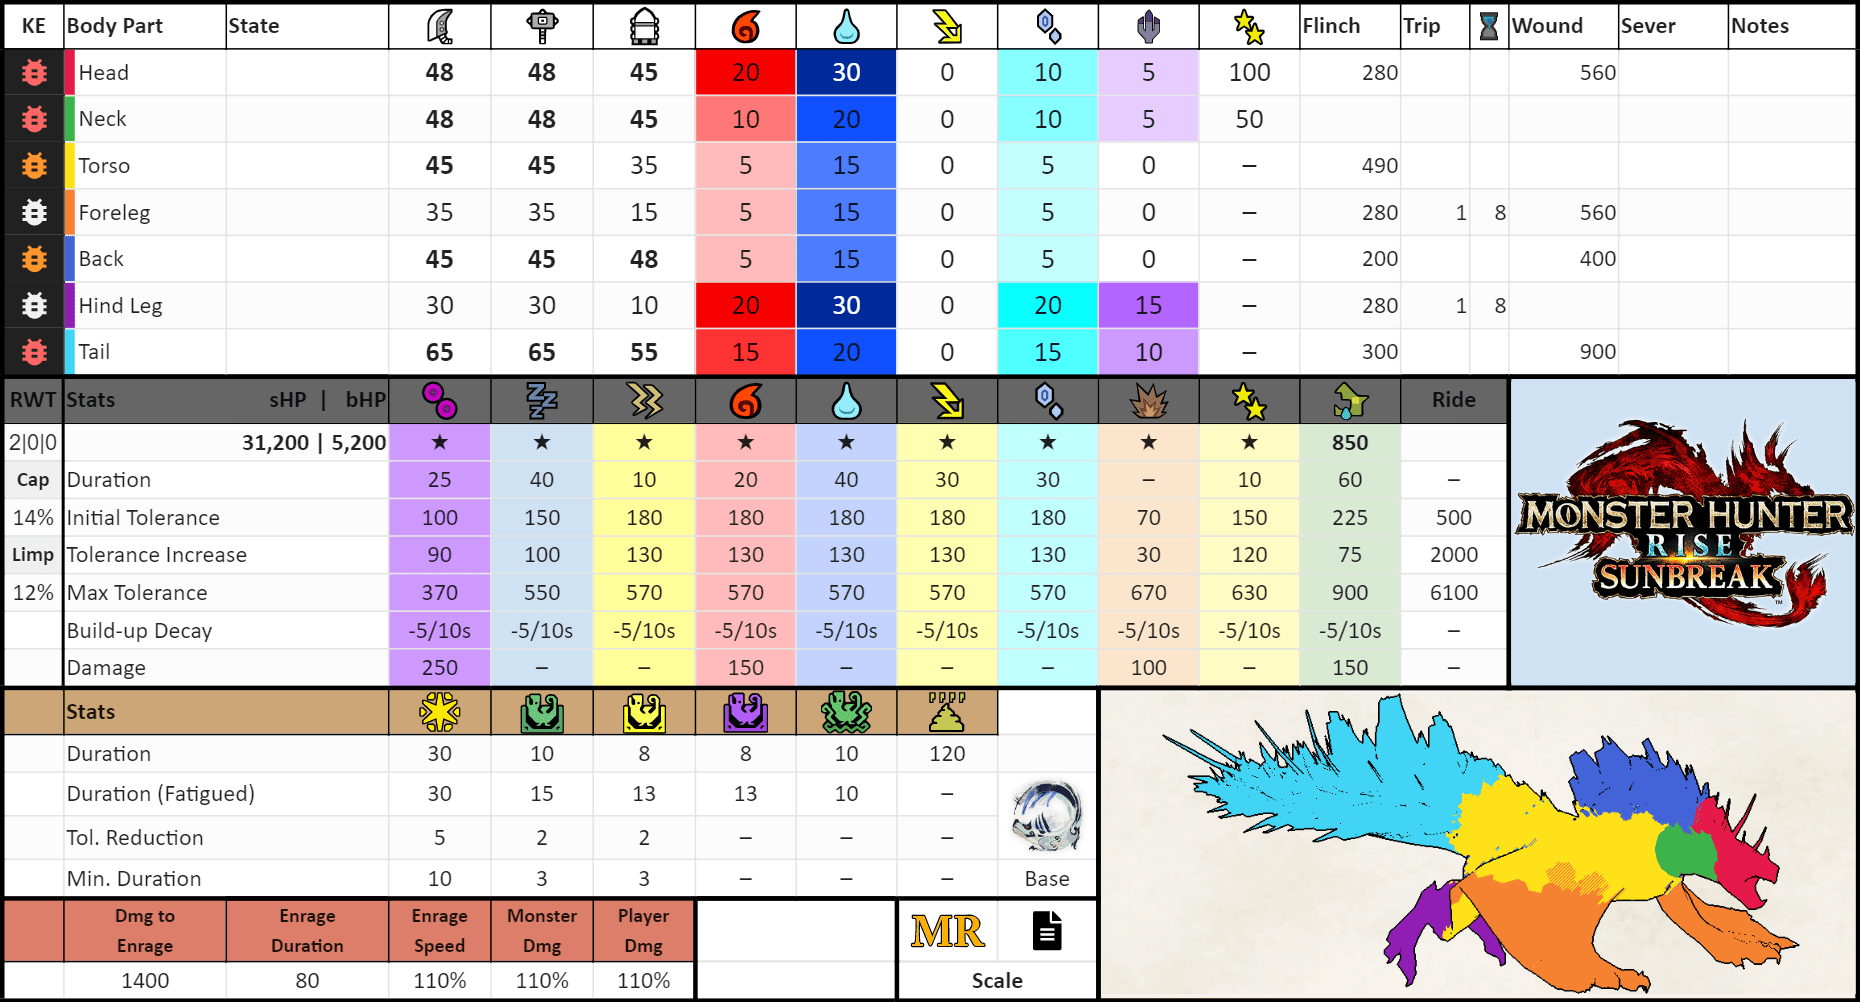 KE Body Part State Flinch Trip Wound Sever Notes
Head 48 48 45 20 30 0 10 5 100 280 560
Neck 48 48 45 10 20 0 10 5 50
Torso 45 45 35 5 15 0 5 0 – 490
Foreleg 35 35 15 5 15 0 5 0 – 280 1 8 560
Back 45 45 48 5 15 0 5 0 – 200 400
Hind Leg 30 30 10 20 30 0 20 15 – 280 1 8
Tail 65 65 55 15 20 0 15 10 – 300 900
RWT Stats sHP | bHP Ride
2|0|0 31,200 | 5,200 ★ ★ ★ ★ ★ ★ ★ ★ ★ 850
Cap Duration 25 40 10 20 40 30 30 – 10 60 –
14% Initial Tolerance 100 150 180 180 180 180 180 70 150 225 500
Limp Tolerance Increase 90 100 130 130 130 130 130 30 120 75 2000
12% Max Tolerance 370 550 570 570 570 570 570 670 630 900 6100
Build-up Decay -5/10s -5/10s -5/10s -5/10s -5/10s -5/10s -5/10s -5/10s -5/10s -5/10s –
Damage 250 – – 150 – – – 100 – 150 –
MONSTER HUNTER
RISE
SUNBREAK
™
Stats
Duration 30 10 8 8 10 120
Duration (Fatigued) 30 15 13 13 10 –
Tol. Reduction 5 2 2 – – –
Min. Duration 10 3 3 – – – Base
Dmg to Enrage Enrage Monster Player
Enrage Duration Speed Dmg Dmg
MR
1400 80 110% 110% 110% Scale